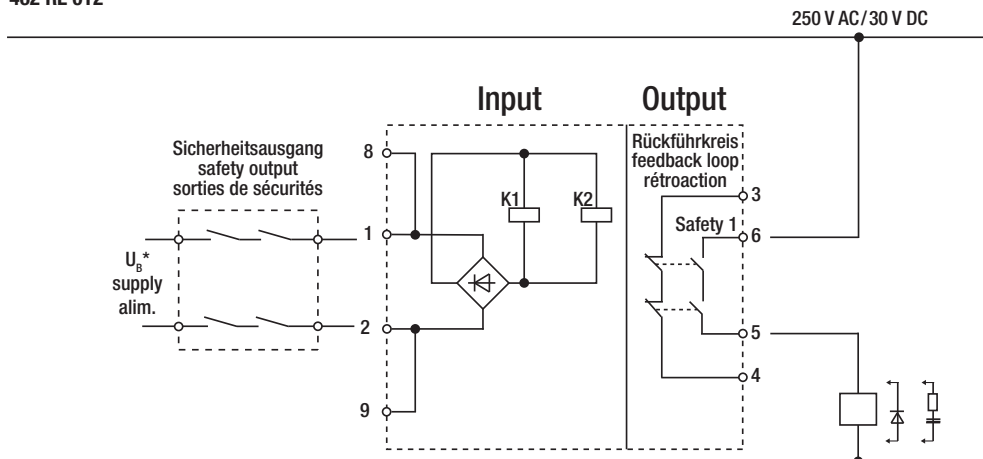 250 V AC/30 V DC
Input
Output
Sicherheitsausgang
safety output
sorties de sécurités
Rückführkreis
feedback loop
rétroaction
8
K1
K2
3
Safety 1
6
1
U_B*
supply
alim.
2
5
4
9